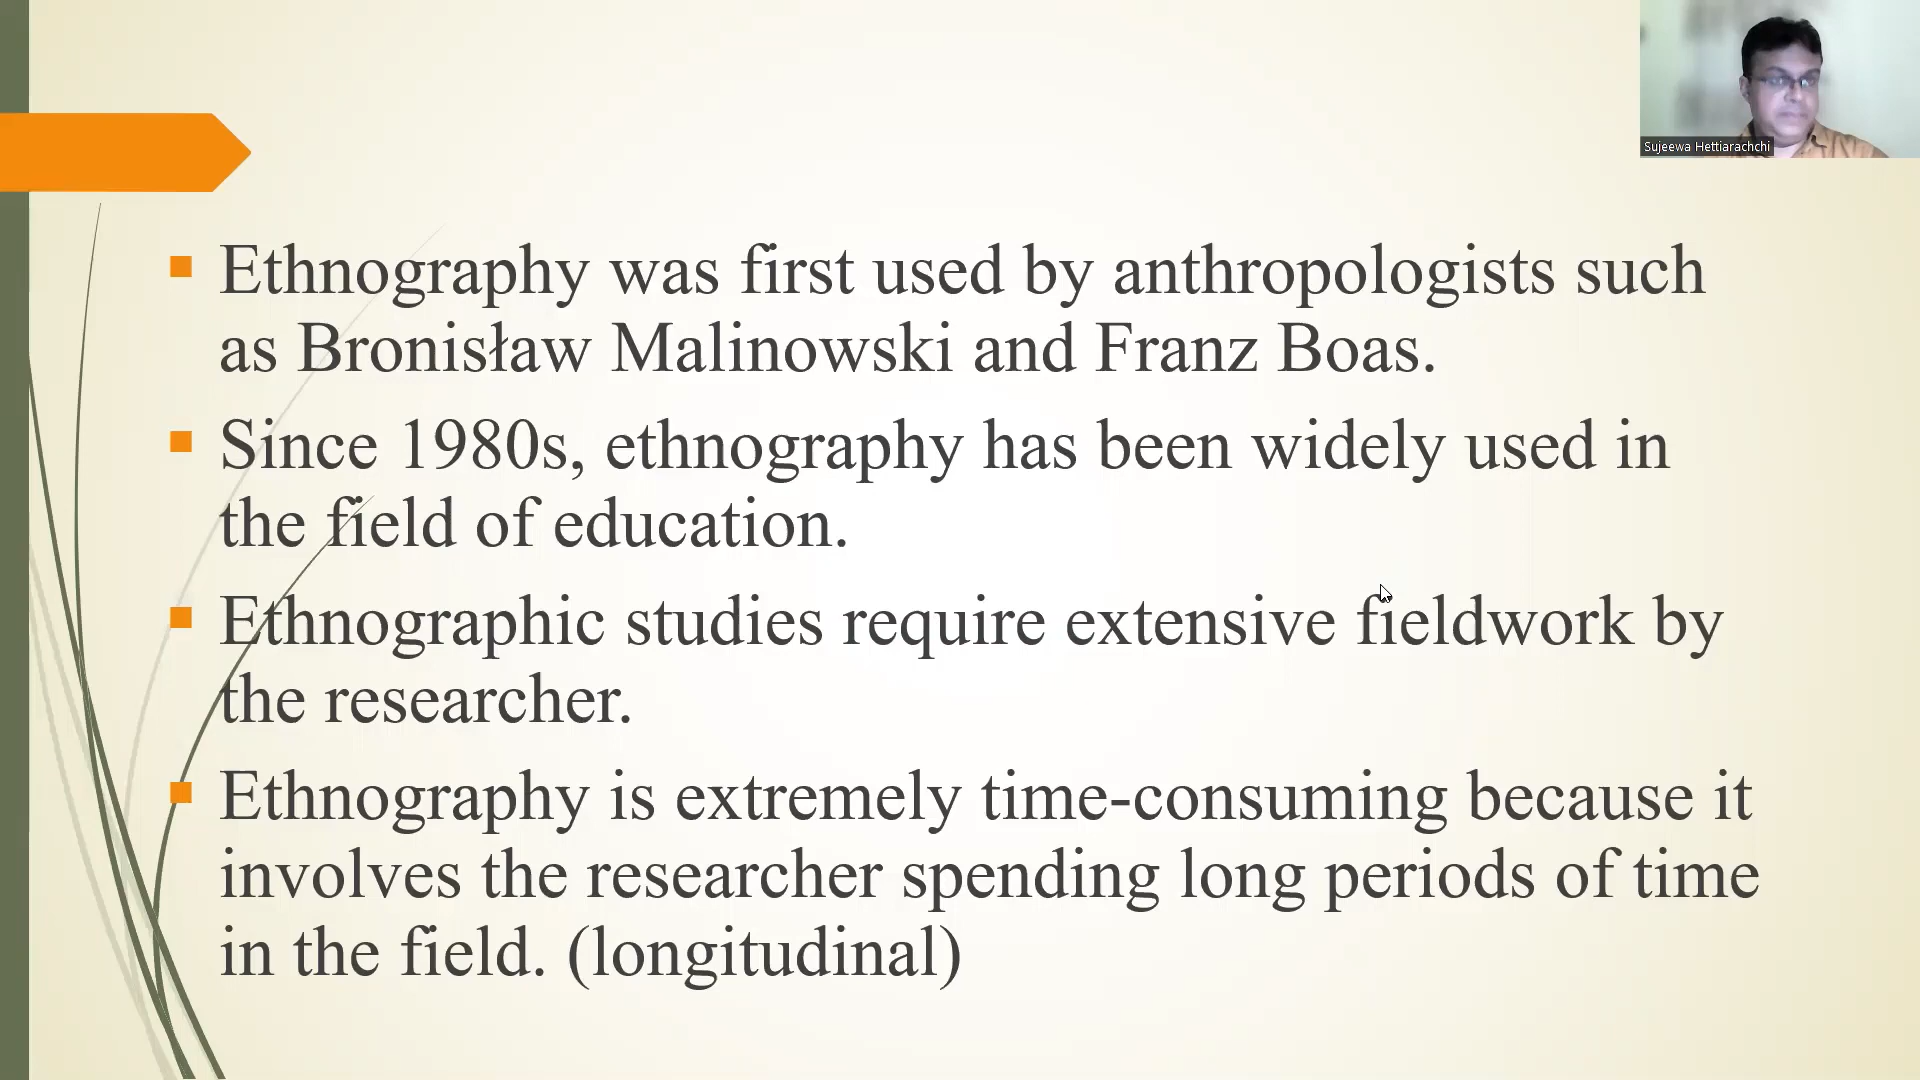 Sujeewa Hettiarachchi
Ethnography was first used by anthropologists such
as Bronisław Malinowski and Franz Boas.
Since 1980s, ethnography has been widely used in
the field of education.
Ethnographic studies require extensive fieldwork by
the researcher.
Ethnography is extremely time-consuming because it
involves the researcher spending long periods of time
in the field. (longitudinal)